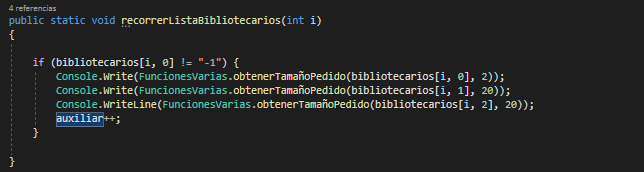 4 referencias
public static void recorrerListaBibliotecarios(int i)
{
if (bibliotecarios[i, 0] != "-1") {
Console.Write(FuncionesVarias.obtenerTamañoPedido(bibliotecarios[i, 0], 2));
Console.Write(FuncionesVarias.obtenerTamañoPedido(bibliotecarios[i, 1], 20));
Console.WriteLine(FuncionesVarias.obtenerTamañoPedido(bibliotecarios[i, 2], 20));
auxiliar++;
}
}